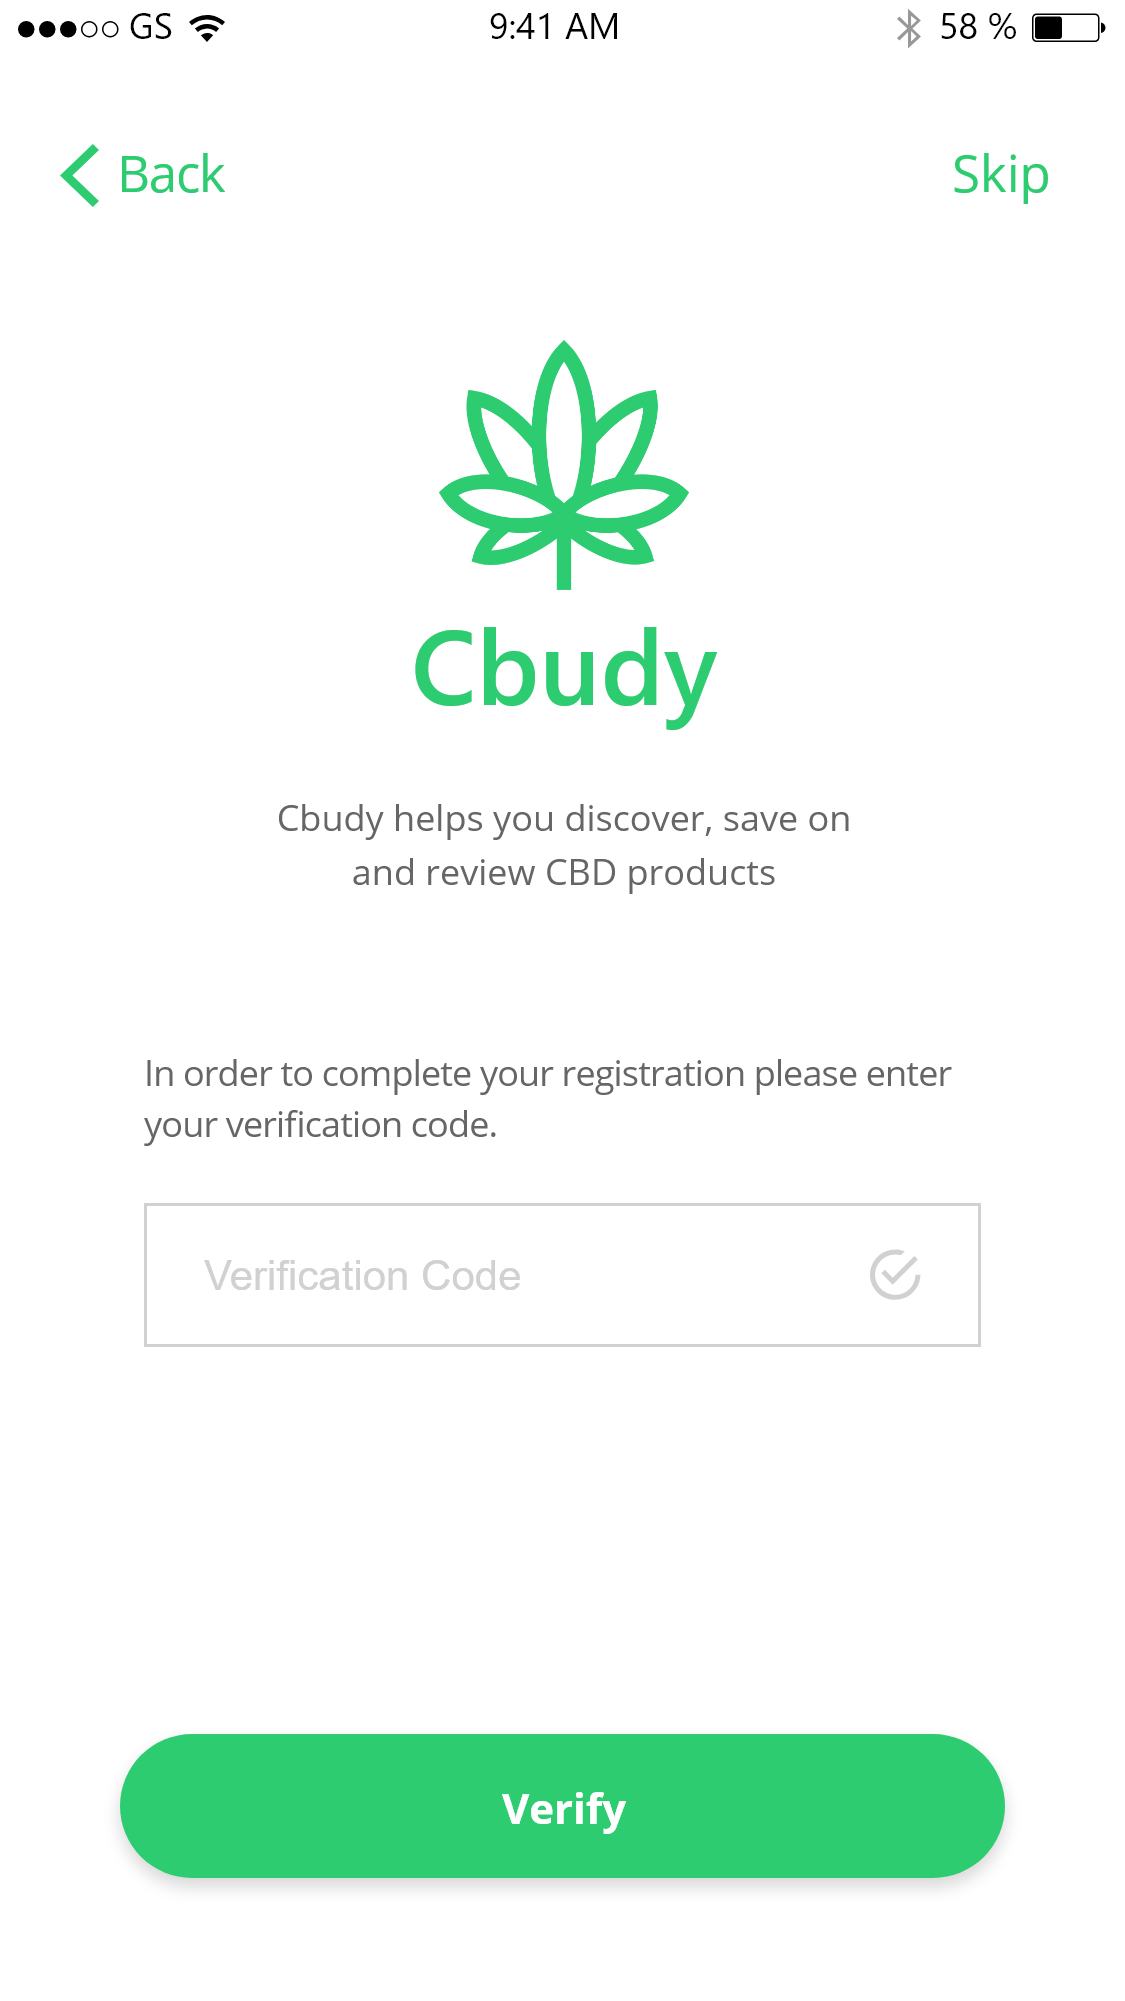 GS 9:41 AM 58 %
Back Skip
Cbudy
Cbudy helps you discover, save on
and review CBD products
In order to complete your registration please enter
your verification code.
Verification Code
Verify